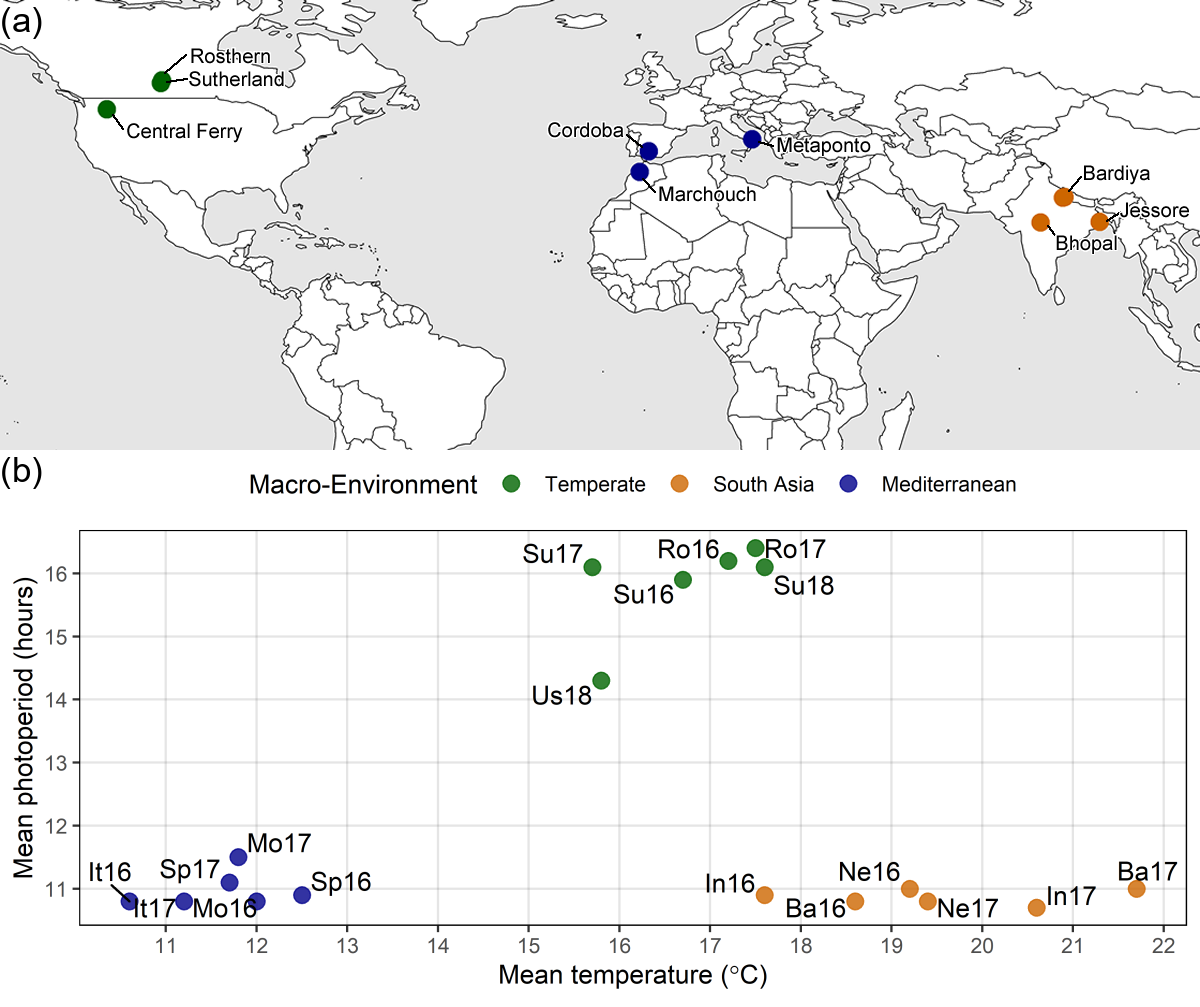 (a)
Rosthern
Sutherland
Central Ferry
Cordoba
Metaponto
Marchouch
Bardiya
Jessore
Bhopal
(b)
Macro-Environment Temperate South Asia Mediterranean
Mean photoperiod (hours)
16
15
14
13
12
11
Su17
Ro16
Ro17
Su16
Su18
Us18
Mo17
It16
Sp17
Sp16
It17
Mo16
In16
Ne16
Ba17
Ba16
Ne17
In17
11 12 13 14 15 16 17 18 19 20 21 22
Mean temperature (°C)